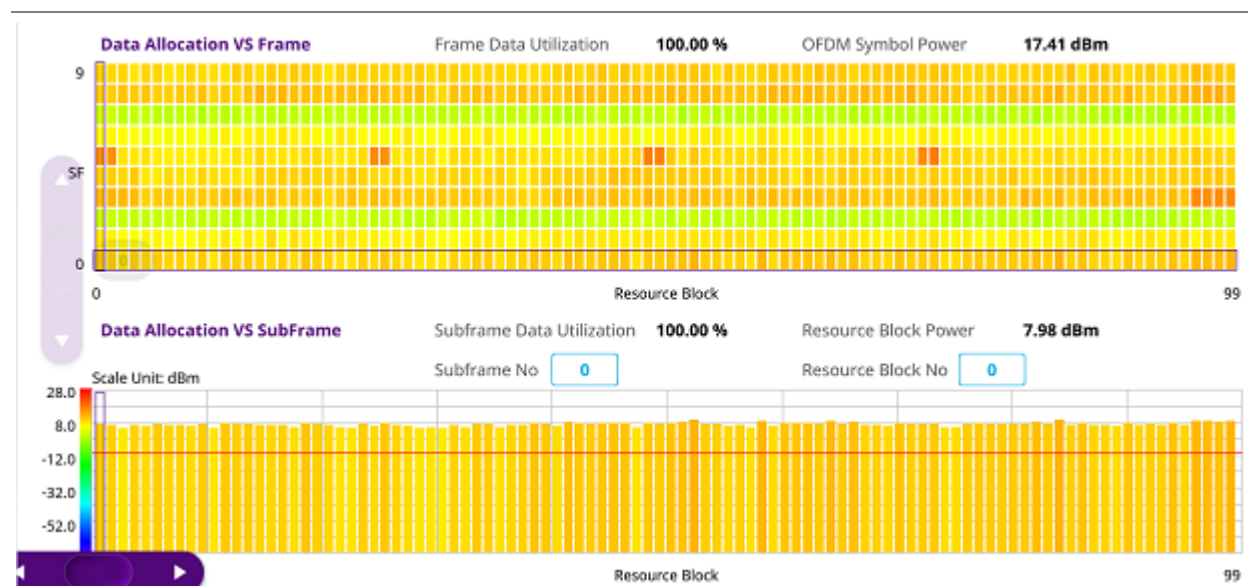 Data Allocation VS Frame Frame Data Utilization 100.00 % OFDM Symbol Power 17.41 dBm
9
SF
0 0
0 Resource Block 99
Data Allocation VS SubFrame Subframe Data Utilization 100.00 % Resource Block Power 7.98 dBm
Subframe No 0 Resource Block No 0
Scale Unit: dBm
28.0
8.0
-12.0
-32.0
-52.0
Resource Block 99